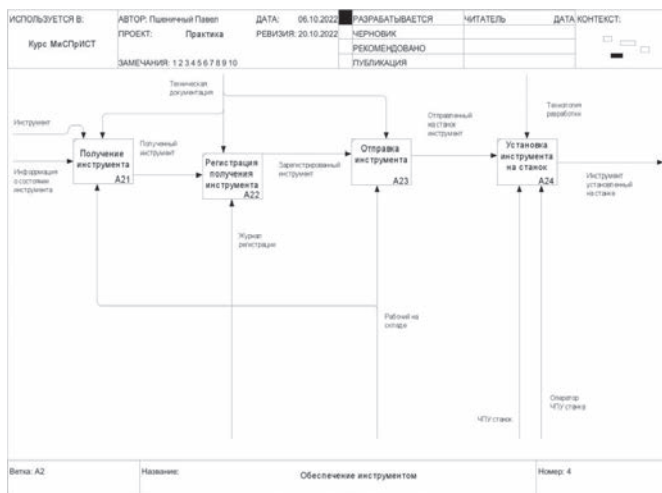 ИСПОЛЬЗУЕТСЯ В:
Курс МиСПрИСТ
АВТОР: Пшеничный Павел
ДАТА: 06.10.2022
ПРОЕКТ: Практика
РЕВИЗИЯ: 20.10.2022
ЗАМЕЧАНИЯ: 1 2 3 4 5 6 7 8 9 10
РАЗРАБАТЫВАЕТСЯ
ЧЕРНОВИК
РЕКОМЕНДОВАНО
ПУБЛИКАЦИЯ
ЧИТАТЕЛЬ
ДАТА
КОНТЕКСТ:
Техническая
документация
Инструмент
Информация
о состоянии
инструмента
Получение
инструмента
A21
Полученный
инструмент
Регистрация
получения
инструмента
A22
Зарегистрированный
инструмент
Отправка
инструмента
A23
Отправленный
на станок
инструмент
Технология
разработки
Установка
инструмента
на станок
A24
Инструмент
установленный
на станке
Журнал
регистрации
Рабочий на
складе
ЧПУ станок
Оператор
ЧПУ станка
Ветка: A2
Название:
Обеспечение инструментом
Номер: 4